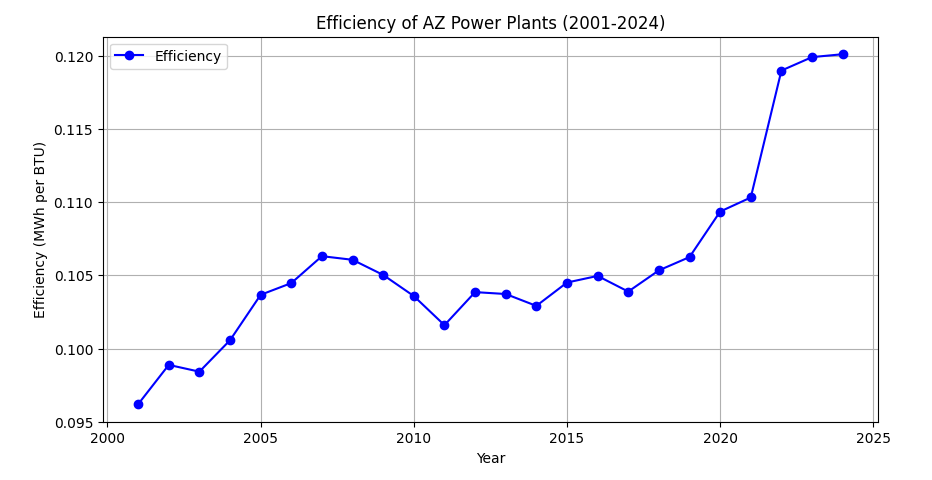 Efficiency of AZ Power Plants (2001-2024)
Efficiency
Efficiency (MWh per BTU)
0.120
0.115
0.110
0.105
0.100
0.095
2000 2005 2010 2015 2020 2025
Year